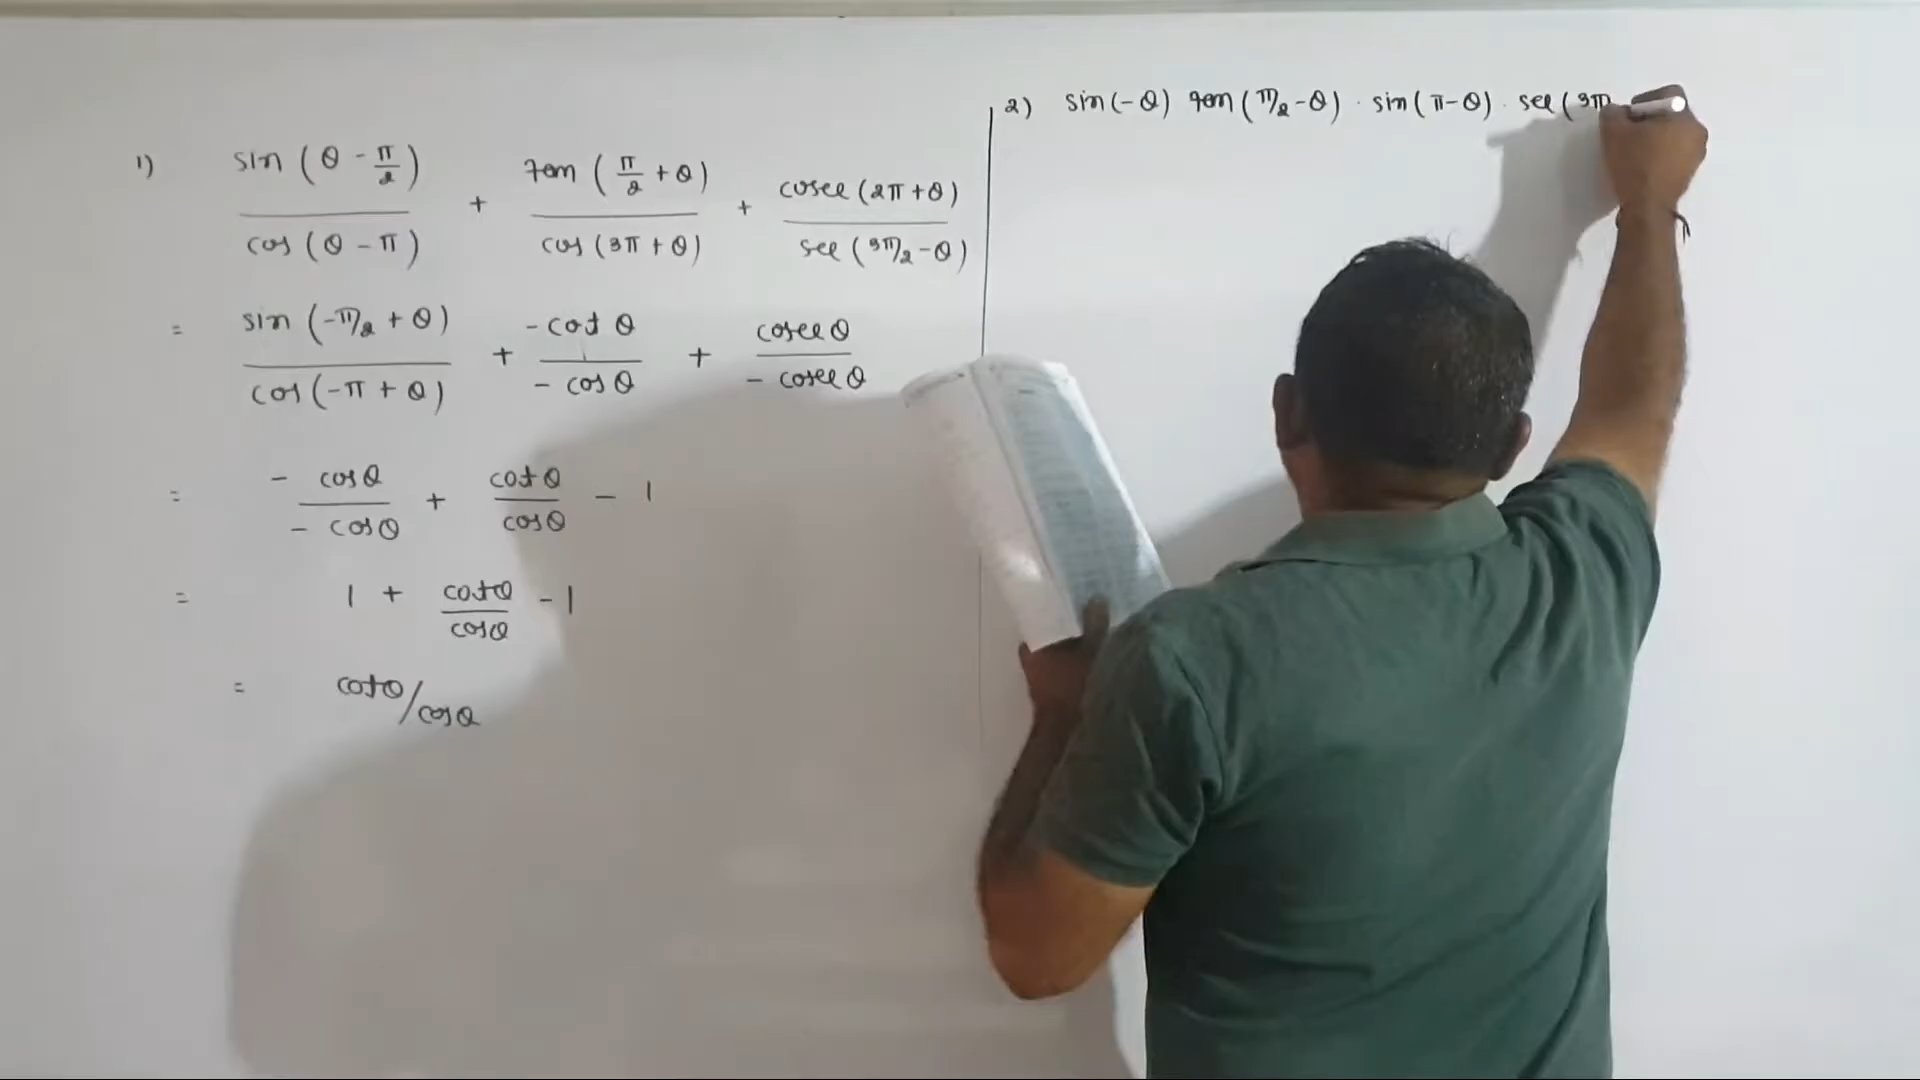 1) sin(θ - π/2) / cos(θ - π) + tan(π/2 + θ) / cos(3π + θ) + cosec(2π + θ) / sec(3π/2 - θ)
= sin(-π/2 + θ) / cos(-π + θ) + -cot θ / - cos θ + cosec θ / - cosec θ
= - cos θ / - cos θ + cot θ / cos θ - 1
= 1 + cot θ / cos θ - 1
= cot θ / cos θ
2) sin(-θ) tan(π/2 - θ) · sin(π - θ) · sec(3π